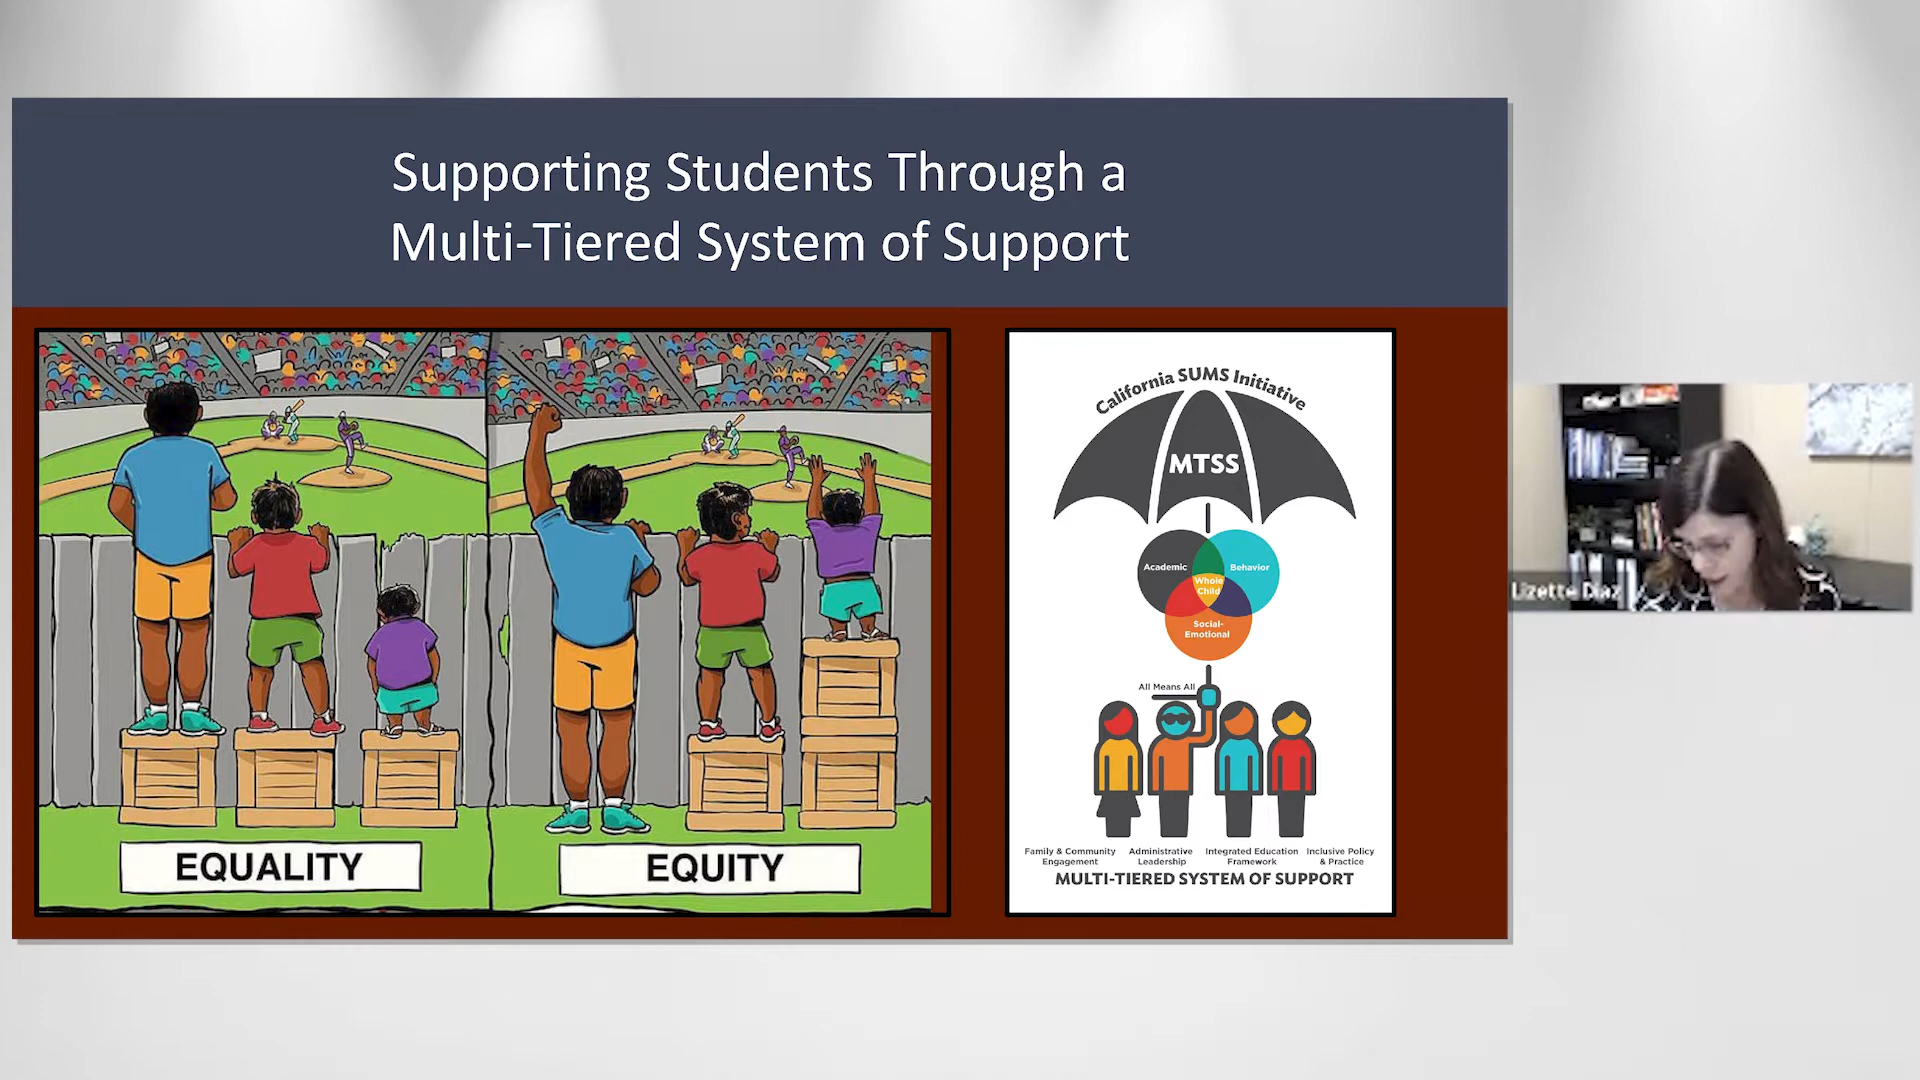 Supporting Students Through a
Multi-Tiered System of Support
EQUALITY
EQUITY
California SUMS Initiative
MTSS
Academic
Behavior
Whole
Child
Social-
Emotional
All Means All
Family & Community
Engagement
Administrative
Leadership
Integrated Education
Framework
Inclusive Policy
& Practice
MULTI-TIERED SYSTEM OF SUPPORT
Lizette Diaz